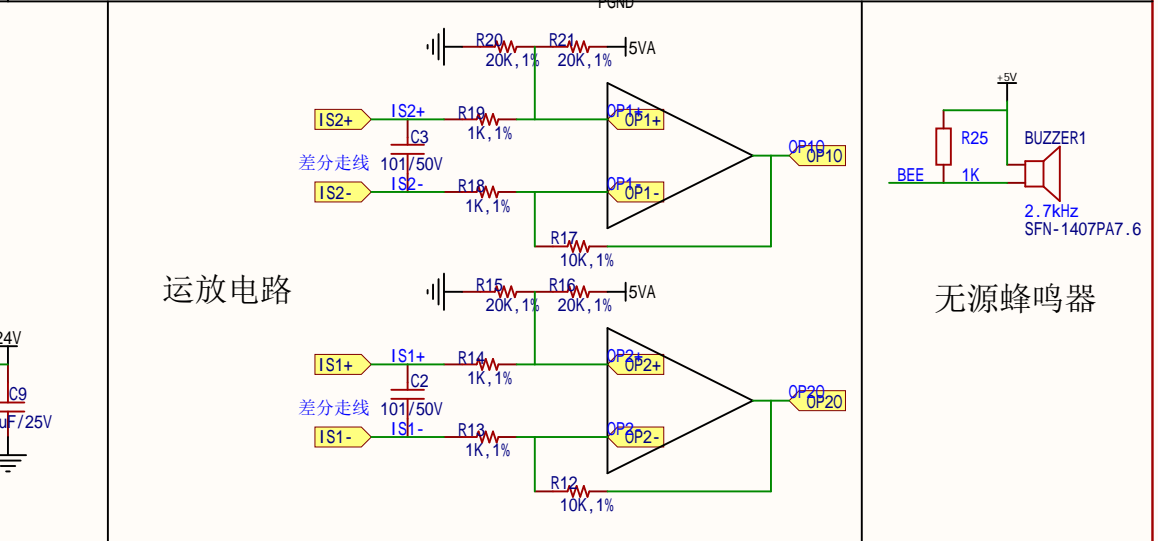 PGND
R20
R21
20K,1%
20K,1%
5VA
IS2+
IS2+
R19
1K,1%
OP1+
OP1+
C3
差分走线
101/50V
OP1O
OP1O
IS2-
IS2-
R18
1K,1%
OP1-
OP1-
R17
10K,1%
运放电路
R15
R16
20K,1%
20K,1%
5VA
IS1+
IS1+
R14
1K,1%
OP2+
OP2+
C2
差分走线
101/50V
OP2O
OP2O
IS1-
IS1-
R13
1K,1%
OP2-
OP2-
R12
10K,1%
+5V
R25
BUZZER1
BEE
1K
2.7kHz
SFN-1407PA7.6
无源蜂鸣器
24V
C9
uF/25V